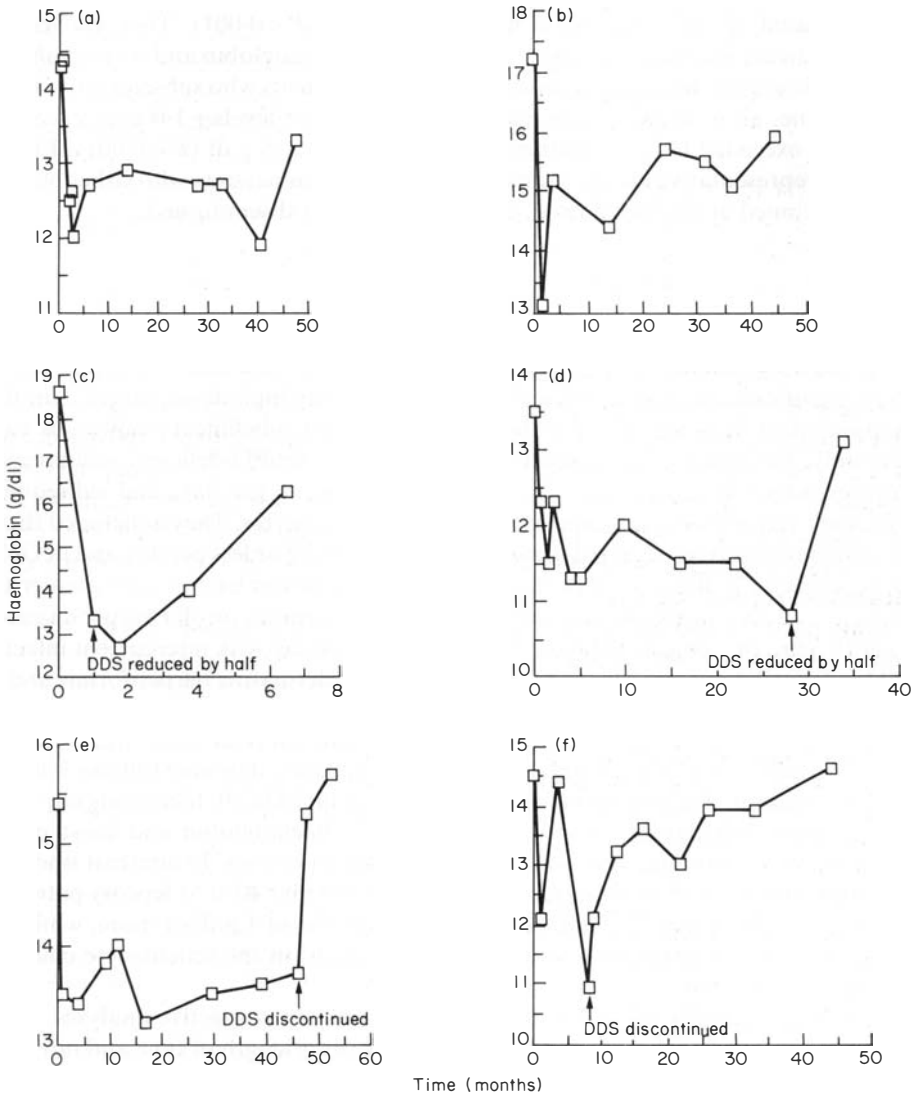 (a)
15
14
13
12
11
0 10 20 30 40 50
(b)
18
17
16
15
14
13
0 10 20 30 40 50
Haemoglobin (g/dl)
(c)
19
18
17
16
15
14
13
12
DDS reduced by half
0 2 4 6 8
(d)
14
13
12
11
10
DDS reduced by half
0 10 20 30 40
(e)
16
15
14
13
DDS discontinued
0 10 20 30 40 50 60
(f)
15
14
13
12
11
10
DDS discontinued
0 10 20 30 40 50
Time (months)